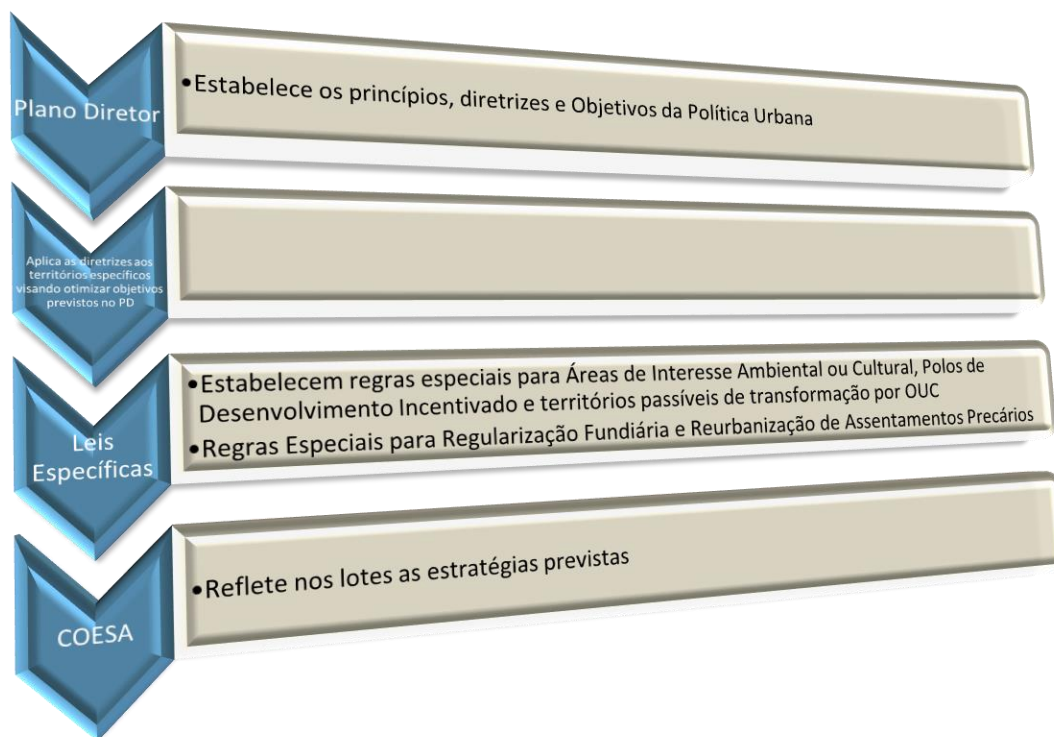 Plano Diretor
•Estabelece os princípios, diretrizes e Objetivos da Política Urbana
Aplica as diretrizes aos
territórios específicos
visando otimizar objetivos
previstos no PD
Leis
Específicas
•Estabelecem regras especiais para Áreas de Interesse Ambiental ou Cultural, Polos de
Desenvolvimento Incentivado e territórios passíveis de transformação por OUC
•Regras Especiais para Regularização Fundiária e Reurbanização de Assentamentos Precários
COESA
•Reflete nos lotes as estratégias previstas